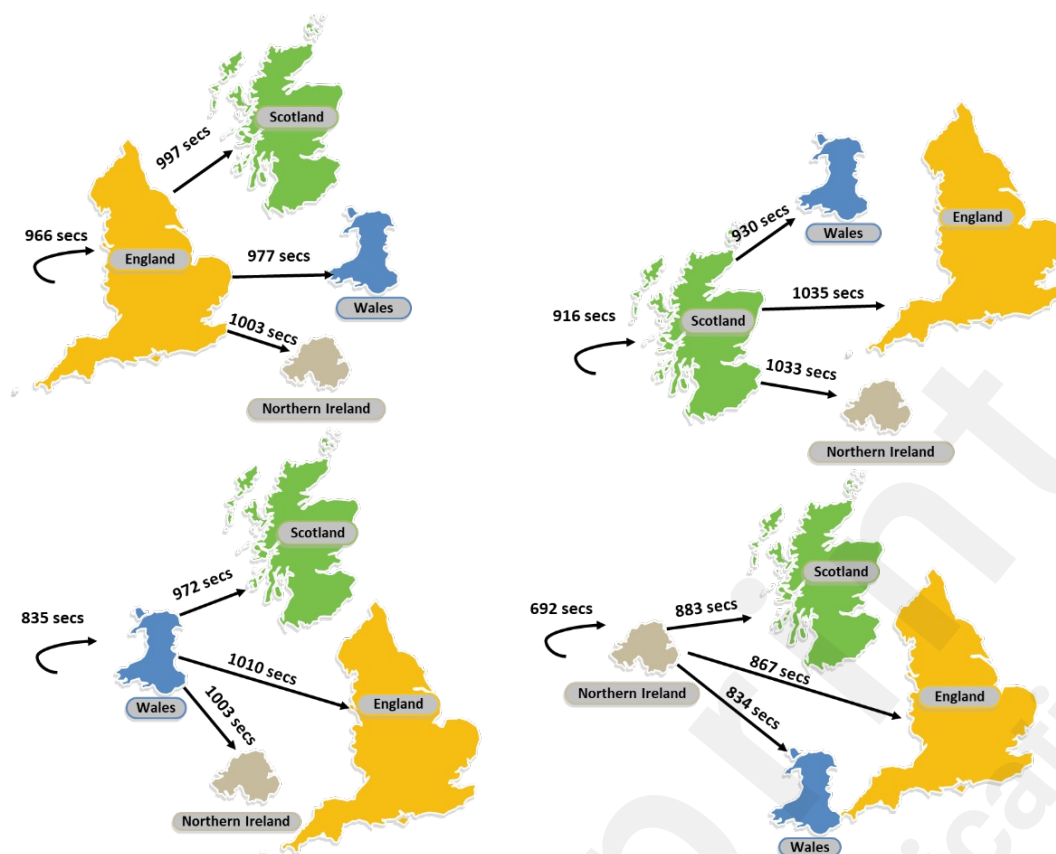 Scotland
997 secs
966 secs
England
977 secs
Wales
1003 secs
Northern Ireland
Wales
930 secs
England
1035 secs
916 secs
Scotland
1033 secs
Northern Ireland
Scotland
972 secs
835 secs
1010 secs
Wales
England
1003 secs
Northern Ireland
Scotland
692 secs
883 secs
867 secs
Northern Ireland
England
834 secs
Wales